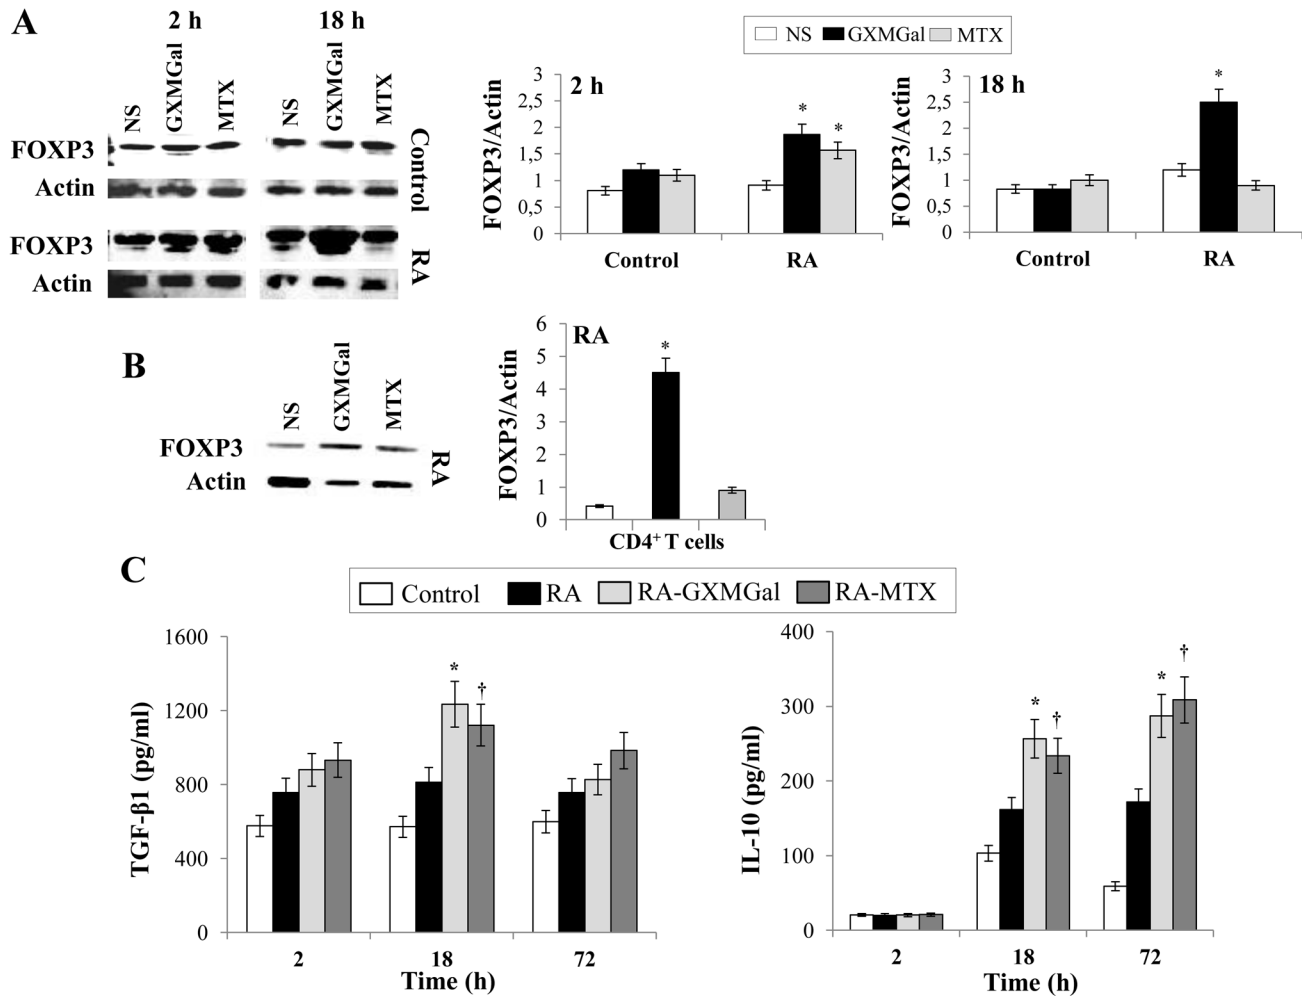 A
2 h
18 h
NS
GXMGal
MTX
NS
GXMGal
MTX
FOXP3
Actin
Control
FOXP3
Actin
RA
NS GXMGal MTX
FOXP3/Actin
3
2,5
2
1,5
1
0,5
0
2 h
*
*
Control
RA
FOXP3/Actin
3
2,5
2
1,5
1
0,5
0
18 h
*
Control
RA
B
NS
GXMGal
MTX
FOXP3
Actin
RA
FOXP3/Actin
6
5
4
3
2
1
0
RA
*
CD4+ T cells
C
Control RA RA-GXMGal RA-MTX
TGF-β1 (pg/ml)
1600
1200
800
400
0
*
†
2
18
72
Time (h)
IL-10 (pg/ml)
400
300
200
100
0
*
†
*
†
2
18
72
Time (h)